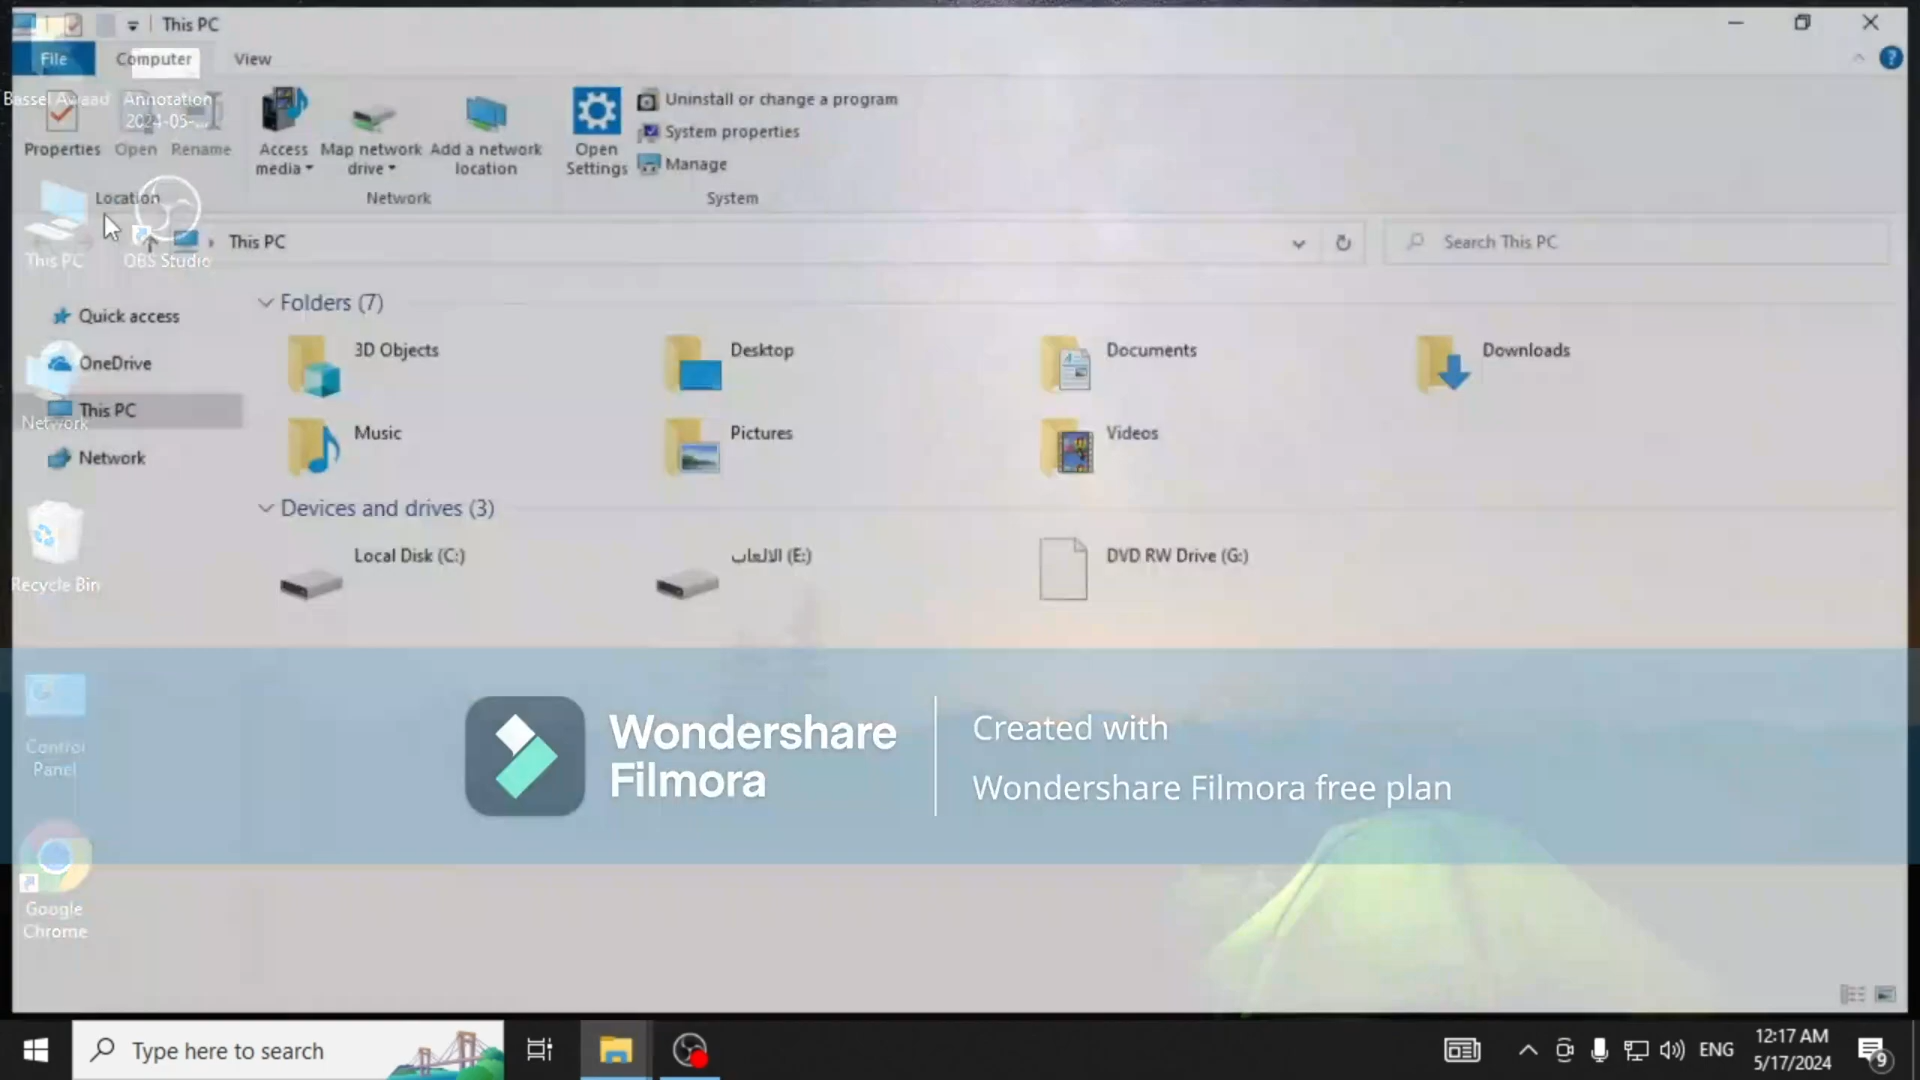 This PC
File
Computer
View
Bassel Awaad
Annotation
2024-05-...
Properties
Open
Rename
Access
media
Map network
drive
Add a network
location
Open
Settings
Uninstall or change a program
System properties
Manage
Location
Network
System
This PC
OBS Studio
This PC
Search This PC
Quick access
OneDrive
This PC
Network
Network
Recycle Bin
Control
Panel
Google
Chrome
Folders (7)
3D Objects
Desktop
Documents
Downloads
Music
Pictures
Videos
Devices and drives (3)
Local Disk (C:)
الالعاب (E:)
DVD RW Drive (G:)
Wondershare
Filmora
Created with
Wondershare Filmora free plan
Type here to search
ENG
12:17 AM
5/17/2024
9